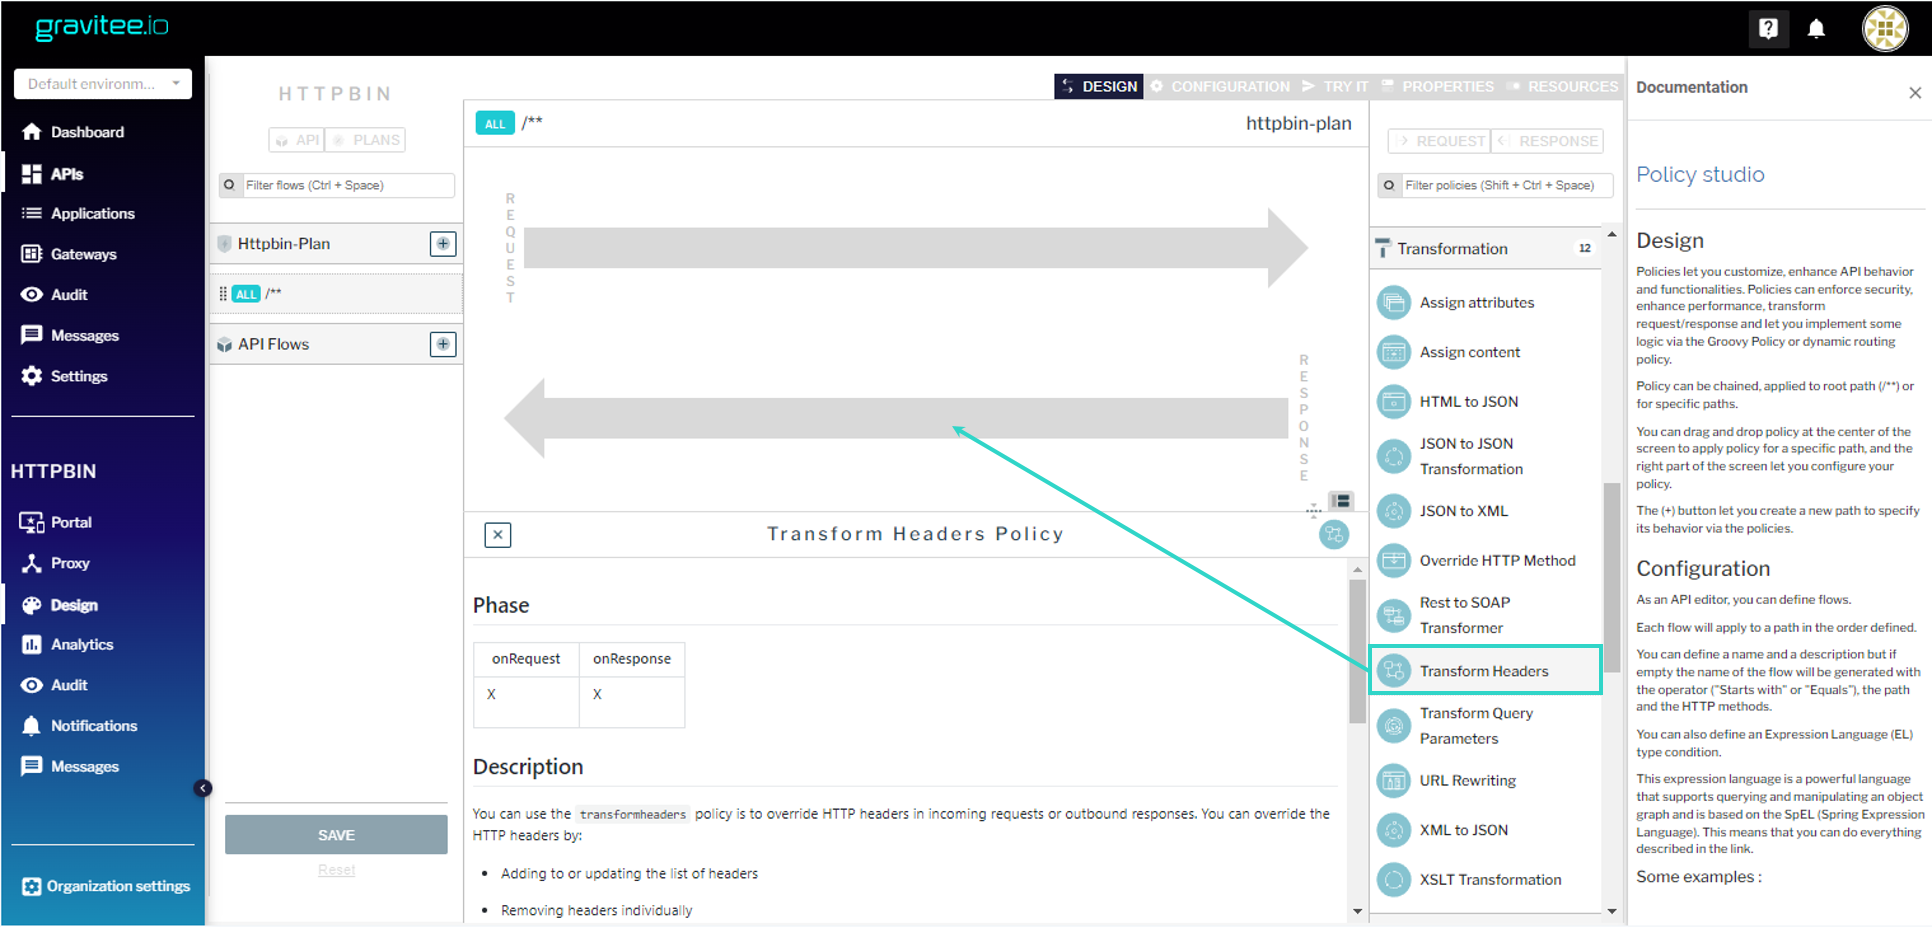 gravitee.io
Default environm...
Dashboard
APIs
Applications
Gateways
Audit
Messages
Settings
HTTPBIN
Portal
Proxy
Design
Analytics
Audit
Notifications
Messages
Organization settings
HTTPBIN
API
PLANS
Filter flows (Ctrl + Space)
Httpbin-Plan
ALL /**
API Flows
SAVE
Reset
DESIGN
CONFIGURATION
TRY IT
PROPERTIES
RESOURCES
ALL /**
httpbin-plan
REQUEST
RESPONSE
Transform Headers Policy
Phase
onRequest
onResponse
X
X
Description
You can use the transformheaders policy is to override HTTP headers in incoming requests or outbound responses. You can override the
HTTP headers by:
• Adding to or updating the list of headers
• Removing headers individually
REQUEST
RESPONSE
Filter policies (Shift + Ctrl + Space)
Transformation
12
Assign attributes
Assign content
HTML to JSON
JSON to JSON
Transformation
JSON to XML
Override HTTP Method
Rest to SOAP
Transformer
Transform Headers
Transform Query
Parameters
URL Rewriting
XML to JSON
XSLT Transformation
Documentation
Policy studio
Design
Policies let you customize, enhance API behavior
and functionalities. Policies can enforce security,
enhance performance, transform
request/response and let you implement some
logic via the Groovy Policy or dynamic routing
policy.
Policy can be chained, applied to root path (/**) or
for specific paths.
You can drag and drop policy at the center of the
screen to apply policy for a specific path, and the
right part of the screen let you configure your
policy.
The (+) button let you create a new path to specify
its behavior via the policies.
Configuration
As an API editor, you can define flows.
Each flow will apply to a path in the order defined.
You can define a name and a description but if
empty the name of the flow will be generated with
the operator ("Starts with" or "Equals"), the path
and the HTTP methods.
You can also define an Expression Language (EL)
type condition.
This expression language is a powerful language
that supports querying and manipulating an object
graph and is based on the SpEL (Spring Expression
Language). This means that you can do everything
described in the link.
Some examples :